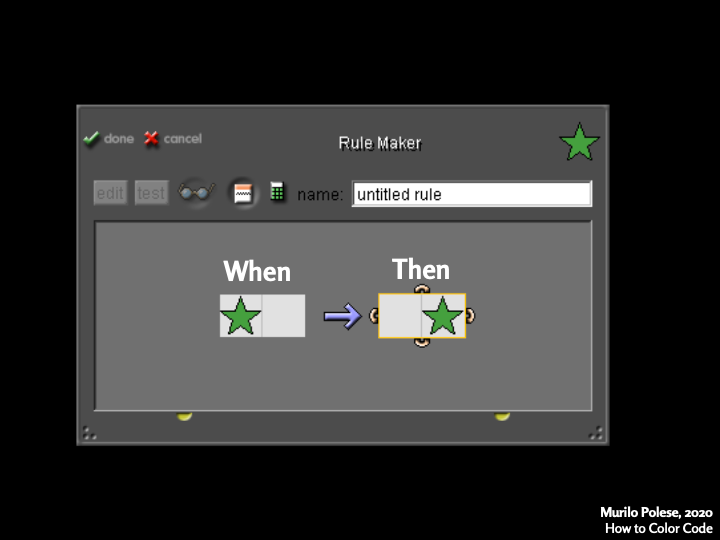 done cancel
Rule Maker
edit test name: untitled rule
When Then
Murilo Polese, 2020
How to Color Code